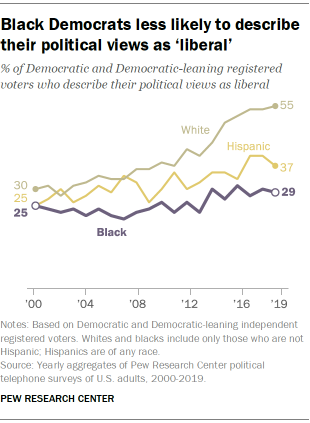 Black Democrats less likely to describe
their political views as ‘liberal’
% of Democratic and Democratic-leaning registered
voters who describe their political views as liberal
55
White
Hispanic
37
30
25
29
25
Black
’00 ’04 ’08 ’12 ’16 ’19
Notes: Based on Democratic and Democratic-leaning independent
registered voters. Whites and blacks include only those who are not
Hispanic; Hispanics are of any race.
Source: Yearly aggregates of Pew Research Center political
telephone surveys of U.S. adults, 2000-2019.
PEW RESEARCH CENTER